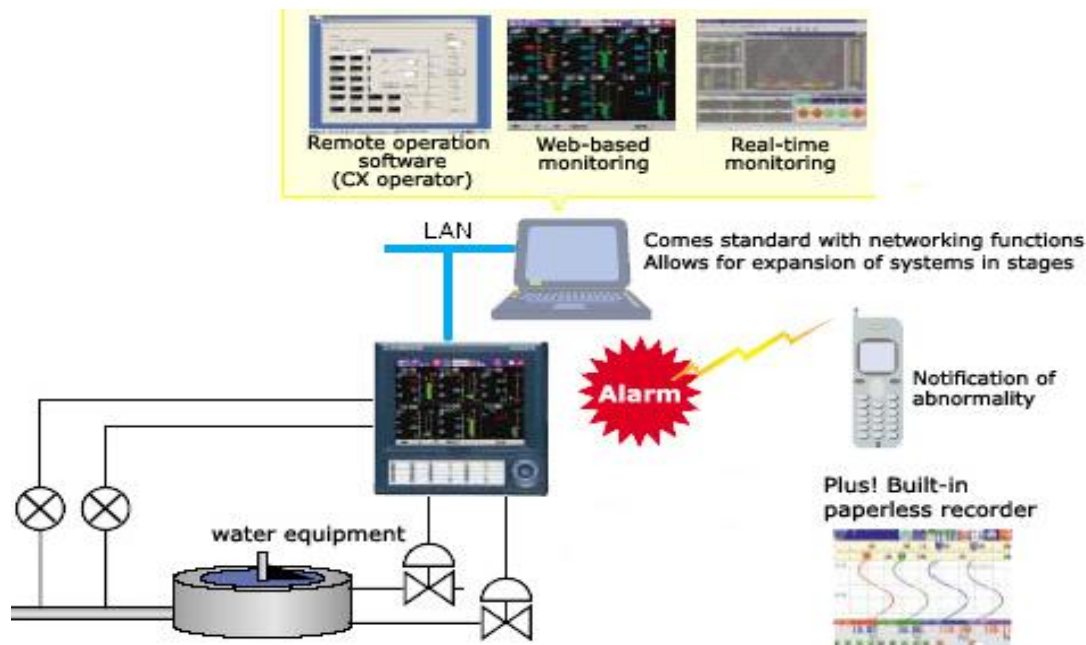 Remote operation
software
(CX operator)
Web-based
monitoring
Real-time
monitoring
LAN
Comes standard with networking functions
Allows for expansion of systems in stages
Alarm
Notification of
abnormality
Plus! Built-in
paperless recorder
water equipment